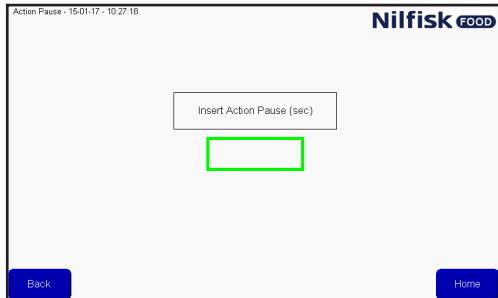 Action Pause - 15-01-17 - 10:27:18
Nilfisk FOOD
Insert Action Pause (sec)
Back
Home